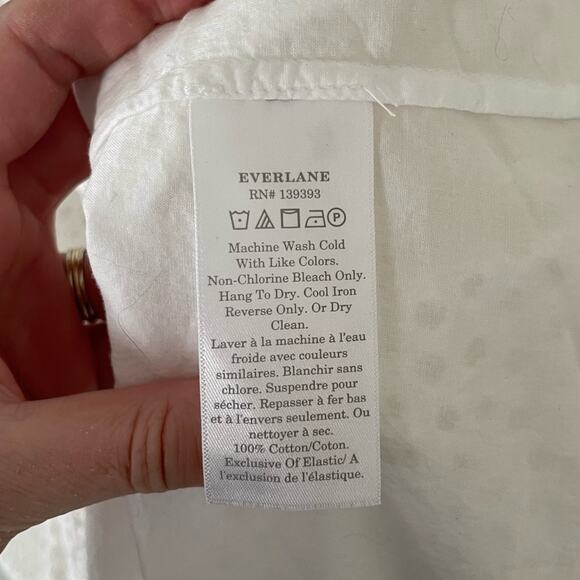 EVERLANE
RN# 139393
P
Machine Wash Cold
With Like Colors.
Non-Chlorine Bleach Only.
Hang To Dry. Cool Iron
Reverse Only. Or Dry
Clean.
Laver à la machine à l'eau
froide avec couleurs
similaires. Blanchir sans
chlore. Suspendre pour
sécher. Repasser à fer bas
et à l'envers seulement. Ou
nettoyer à sec.
100% Cotton/Coton.
Exclusive Of Elastic/ A
l'exclusion de l'élastique.